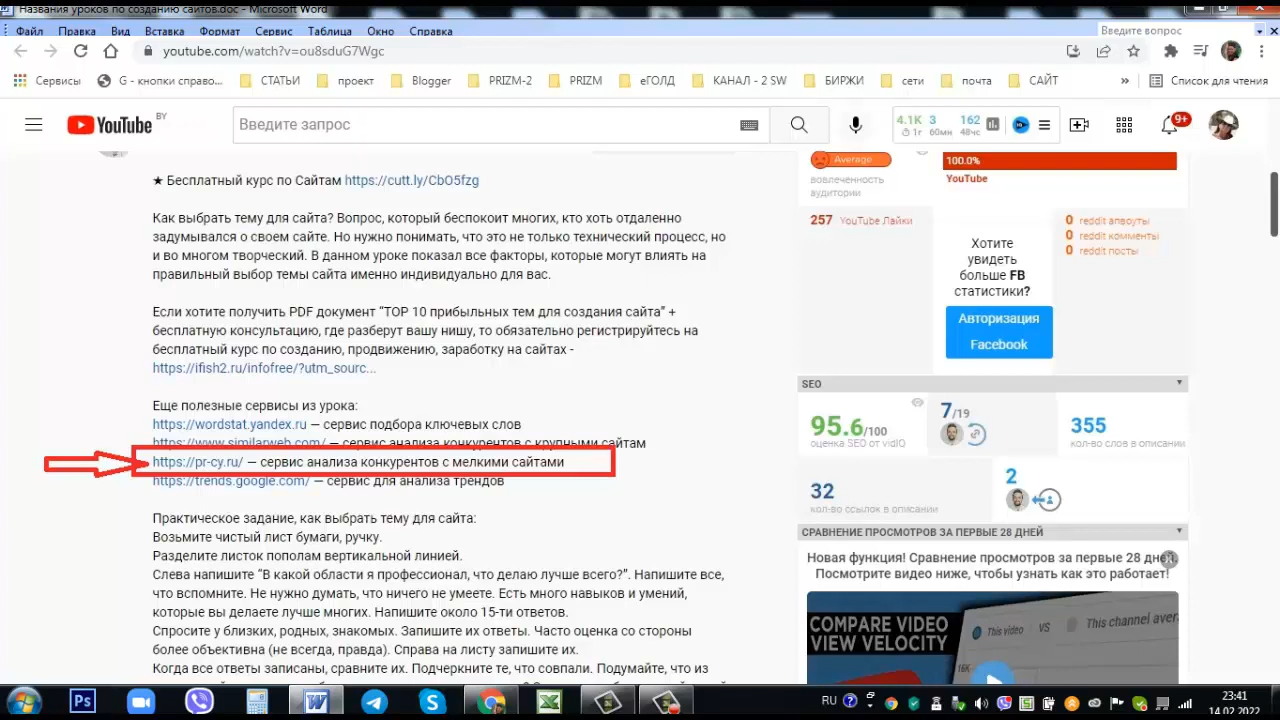 Названия уроков по созданию сайтов.doc - Microsoft Word
Файл Правка Вид Вставка Формат Сервис Таблица Окно Справка
Введите вопрос
youtube.com/watch?v=ou8sduG7Wgc
Сервисы G - кнопки справо... СТАТЬИ проект Blogger PRIZM-2 PRIZM еГОЛД КАНАЛ - 2 SW БИРЖИ сети почта САЙТ » Список для чтения
YouTube BY
Введите запрос
4.1K 3 162
1г 60мн 48чс
9+
★ Бесплатный курс по Сайтам https://cutt.ly/CbO5fzg
Как выбрать тему для сайта? Вопрос, который беспокоит многих, кто хоть отдаленно
задумывался о своем сайте. Но нужно понимать, что это не только технический процесс, но
и во многом творческий. В данном уроке показал все факторы, которые могут влиять на
правильный выбор темы сайта именно индивидуально для вас.
Если хотите получить PDF документ “TOP 10 прибыльных тем для создания сайта” +
бесплатную консультацию, где разберут вашу нишу, то обязательно регистрируйтесь на
бесплатный курс по созданию, продвижению, заработку на сайтах -
https://ifish2.ru/infofree/?utm_sourc...
Еще полезные сервисы из урока:
https://wordstat.yandex.ru — сервис подбора ключевых слов
https://www.similarweb.com/ — сервис анализа конкурентов с крупными сайтам
https://pr-cy.ru/ — сервис анализа конкурентов с мелкими сайтами
https://trends.google.com/ — сервис для анализа трендов
Практическое задание, как выбрать тему для сайта:
Возьмите чистый лист бумаги, ручку.
Разделите листок пополам вертикальной линией.
Слева напишите “В какой области я профессионал, что делаю лучше всего?”. Напишите все,
что вспомните. Не нужно думать, что ничего не умеете. Есть много навыков и умений,
которые вы делаете лучше многих. Напишите около 15-ти ответов.
Спросите у близких, родных, знакомых. Запишите их ответы. Часто оценка со стороны
более объективна (не всегда, правда). Справа на листу запишите их.
Когда все ответы записаны, сравните их. Подчеркните те, что совпали. Подумайте, что из
Average
вовлеченность
аудитории
100.0%
YouTube
257 YouTube Лайки
Хотите
увидеть
больше FB
статистики?
Авторизация
Facebook
0 reddit апвоуты
0 reddit комменты
0 reddit посты
SEO
95.6/100
оценка SEO от vidIQ
7/19
355
кол-во слов в описании
32
кол-во ссылок в описании
2
СРАВНЕНИЕ ПРОСМОТРОВ ЗА ПЕРВЫЕ 28 ДНЕЙ
Новая функция! Сравнение просмотров за первые 28 дней.
Посмотрите видео ниже, чтобы узнать как это работает!
COMPARE VIDEO
VIEW VELOCITY
This video VS This channel
16K
Ps W S X
RU
23:41
14.02.2022